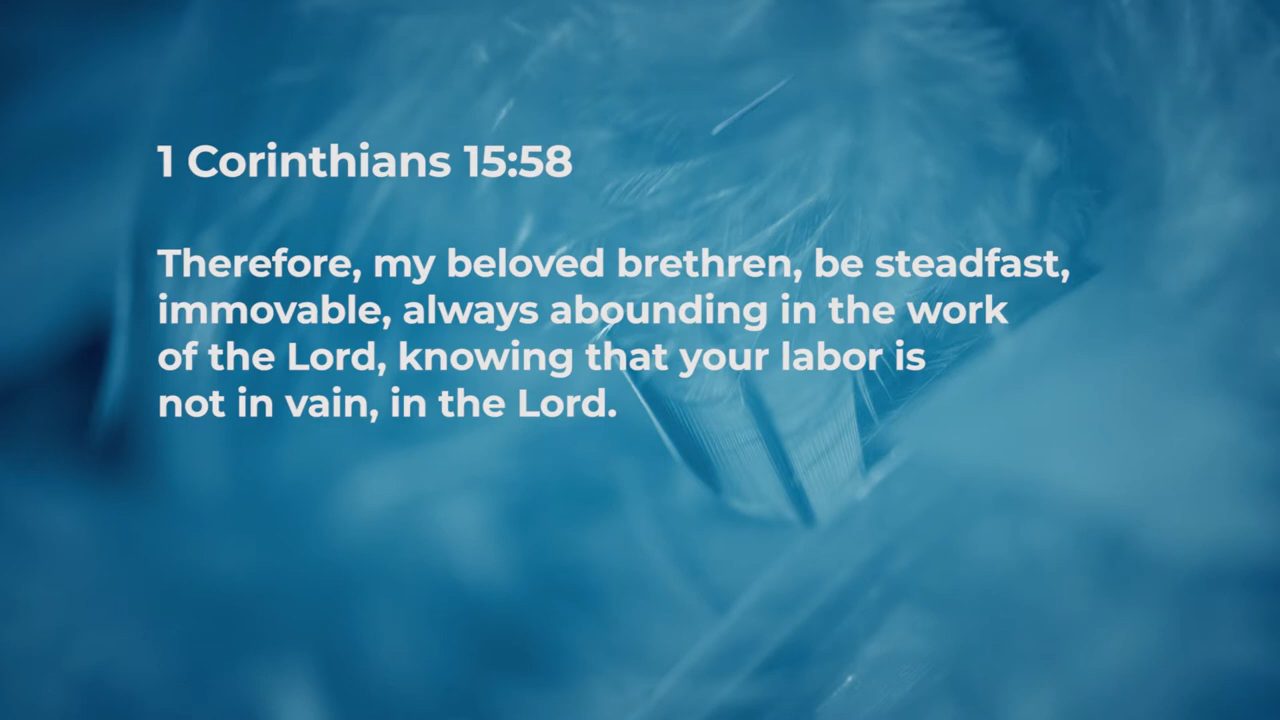 1 Corinthians 15:58
Therefore, my beloved brethren, be steadfast,
immovable, always abounding in the work
of the Lord, knowing that your labor is
not in vain, in the Lord.